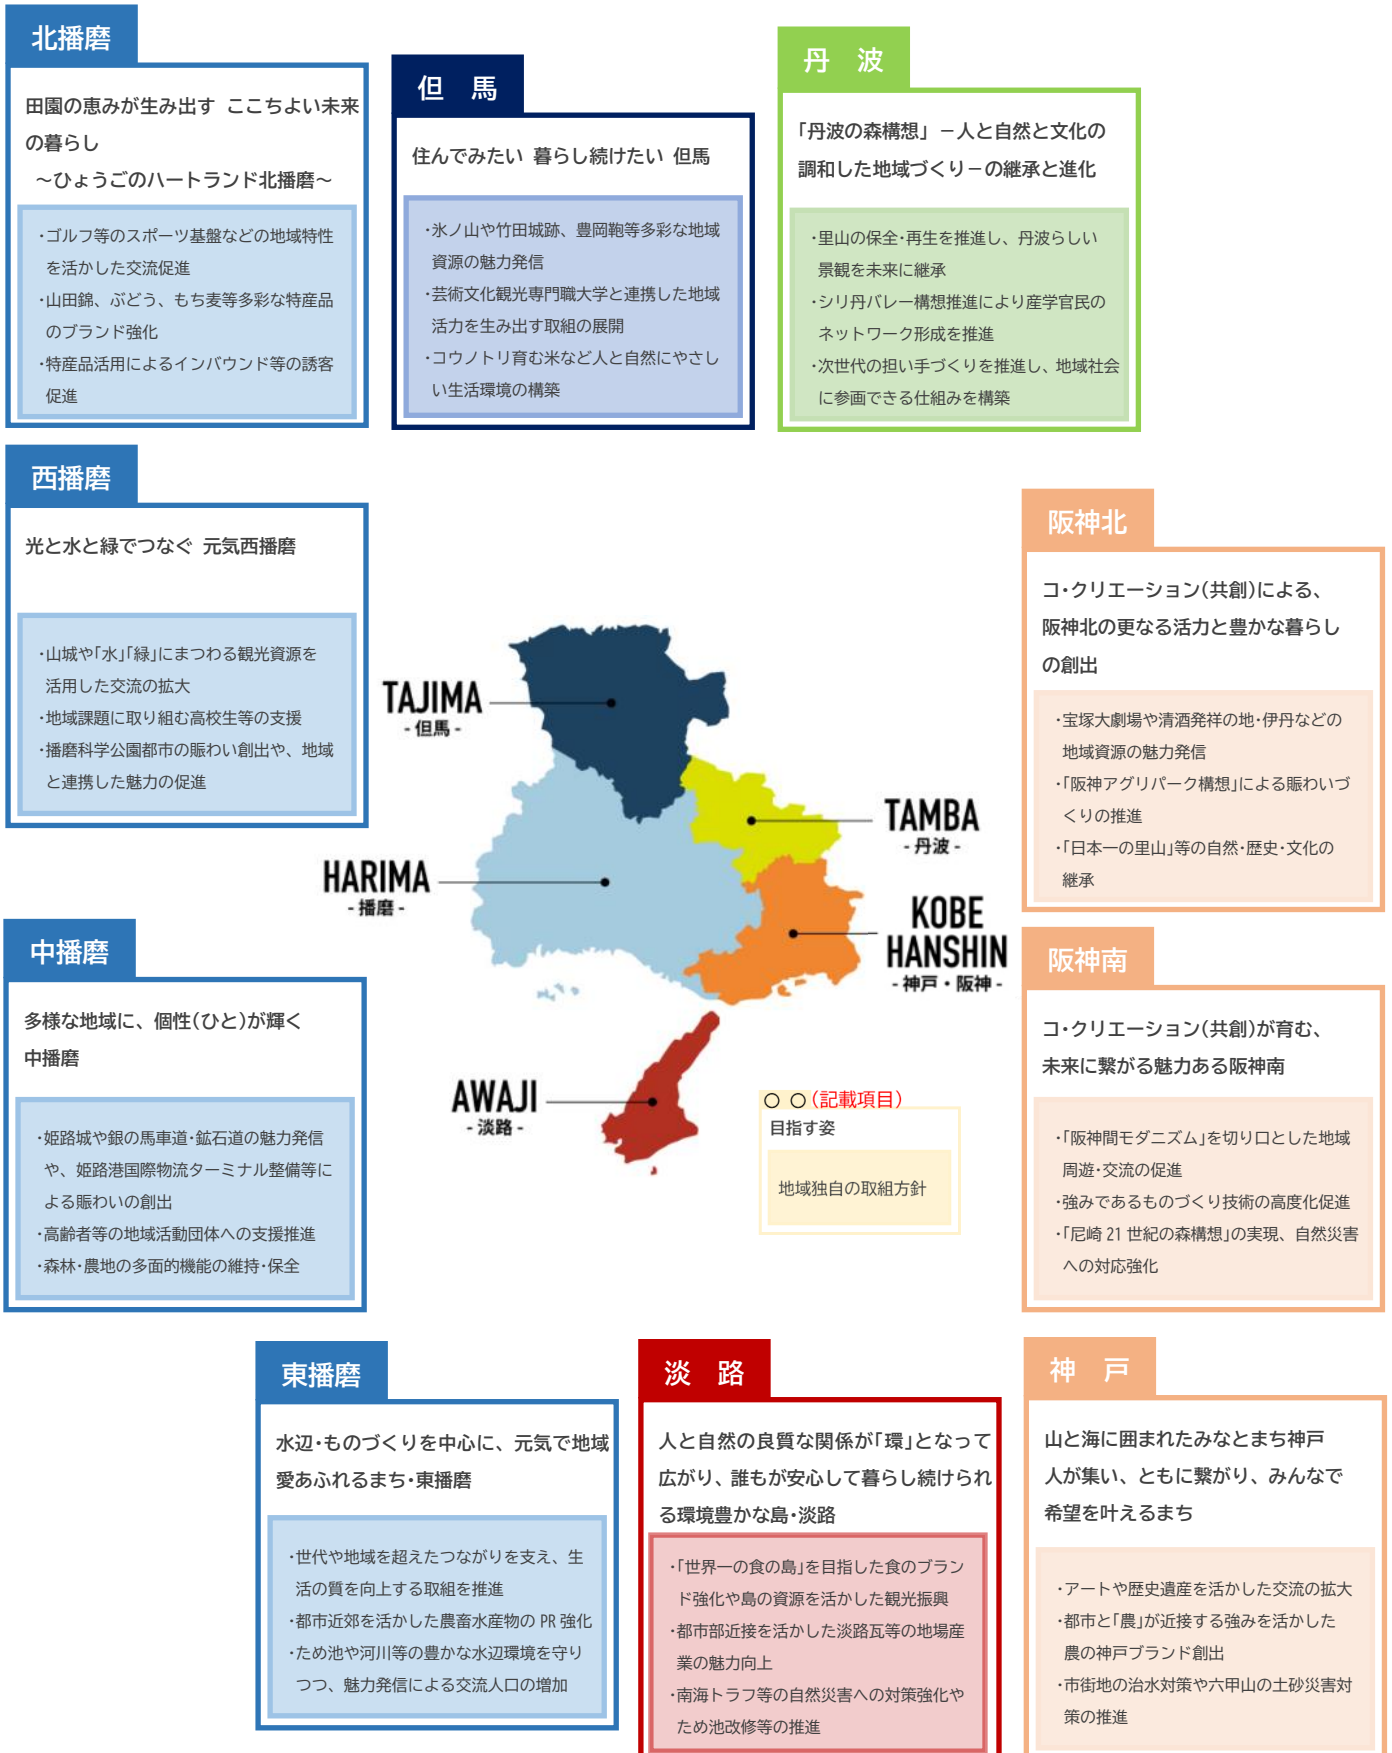 北播磨
田園の恵みが生み出す ここちよい未来
の暮らし
～ひょうごのハートランド北播磨～
・ゴルフ等のスポーツ基盤などの地域特性
を活かした交流促進
・山田錦、ぶどう、もち麦等多彩な特産品
のブランド強化
・特産品活用によるインバウンド等の誘客
促進
但 馬
住んでみたい 暮らし続けたい 但馬
・氷ノ山や竹田城跡、豊岡鞄等多彩な地域
資源の魅力発信
・芸術文化観光専門職大学と連携した地域
活力を生み出す取組の展開
・コウノトリ育む米など人と自然にやさし
い生活環境の構築
丹 波
「丹波の森構想」－人と自然と文化の
調和した地域づくり－の継承と進化
・里山の保全・再生を推進し、丹波らしい
景観を未来に継承
・シリ丹バレー構想推進により産学官民の
ネットワーク形成を推進
・次世代の担い手づくりを推進し、地域社会
に参画できる仕組みを構築
西播磨
光と水と緑でつなぐ 元気西播磨
・山城や「水」「緑」にまつわる観光資源を
活用した交流の拡大
・地域課題に取り組む高校生等の支援
・播磨科学公園都市の賑わい創出や、地域
と連携した魅力の促進
TAJIMA
- 但馬 -
HARIMA
- 播磨 -
TAMBA
- 丹波 -
KOBE
HANSHIN
- 神戸・阪神 -
AWAJI
- 淡路 -
阪神北
コ・クリエーション(共創)による、
阪神北の更なる活力と豊かな暮らし
の創出
・宝塚大劇場や清酒発祥の地・伊丹などの
地域資源の魅力発信
・「阪神アグリパーク構想」による賑わいづ
くりの推進
・「日本一の里山」等の自然・歴史・文化の
継承
中播磨
多様な地域に、個性(ひと)が輝く
中播磨
・姫路城や銀の馬車道・鉱石道の魅力発信
や、姫路港国際物流ターミナル整備等に
よる賑わいの創出
・高齢者等の地域活動団体への支援推進
・森林・農地の多面的機能の維持・保全
○ ○(記載項目)
目指す姿
地域独自の取組方針
阪神南
コ・クリエーション(共創)が育む、
未来に繋がる魅力ある阪神南
・「阪神間モダニズム」を切り口とした地域
周遊・交流の促進
・強みであるものづくり技術の高度化促進
・「尼崎 21 世紀の森構想」の実現、自然災害
への対応強化
東播磨
水辺・ものづくりを中心に、元気で地域
愛あふれるまち・東播磨
・世代や地域を超えたつながりを支え、生
活の質を向上する取組を推進
・都市近郊を活かした農畜水産物の PR 強化
・ため池や河川等の豊かな水辺環境を守り
つつ、魅力発信による交流人口の増加
淡 路
人と自然の良質な関係が「環」となって
広がり、誰もが安心して暮らし続けられ
る環境豊かな島・淡路
・「世界一の食の島」を目指した食のブラン
ド強化や島の資源を活かした観光振興
・都市部近接を活かした淡路瓦等の地場産
業の魅力向上
・南海トラフ等の自然災害への対策強化や
ため池改修等の推進
神 戸
山と海に囲まれたみなとまち神戸
人が集い、ともに繋がり、みんなで
希望を叶えるまち
・アートや歴史遺産を活かした交流の拡大
・都市と「農」が近接する強みを活かした
農の神戸ブランド創出
・市街地の治水対策や六甲山の土砂災害対
策の推進